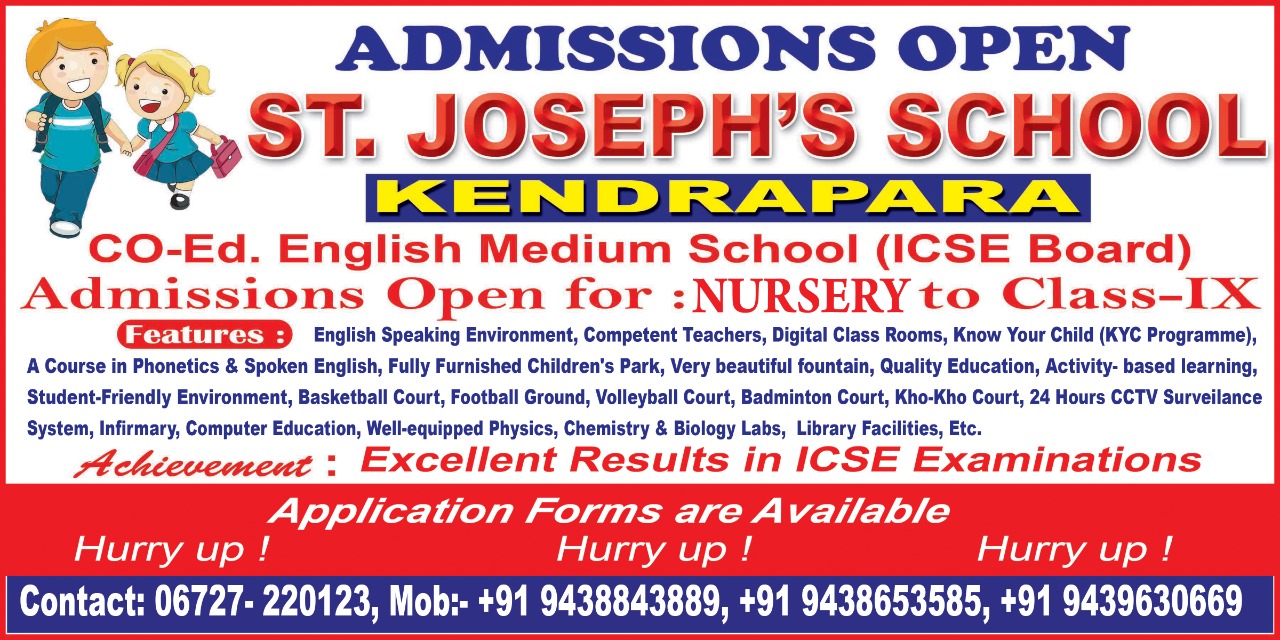 ADMISSIONS OPEN
ST. JOSEPH'S SCHOOL
KENDRAPARA
CO-Ed. English Medium School (ICSE Board)
Admissions Open for : NURSERY to Class-IX
Features : English Speaking Environment, Competent Teachers, Digital Class Rooms, Know Your Child (KYC Programme),
A Course in Phonetics & Spoken English, Fully Furnished Children's Park, Very beautiful fountain, Quality Education, Activity- based learning,
Student-Friendly Environment, Basketball Court, Football Ground, Volleyball Court, Badminton Court, Kho-Kho Court, 24 Hours CCTV Surveilance
System, Infirmary, Computer Education, Well-equipped Physics, Chemistry & Biology Labs, Library Facilities, Etc.
Achievement : Excellent Results in ICSE Examinations
Application Forms are Available
Hurry up ! Hurry up ! Hurry up !
Contact: 06727- 220123, Mob:- +91 9438843889, +91 9438653585, +91 9439630669